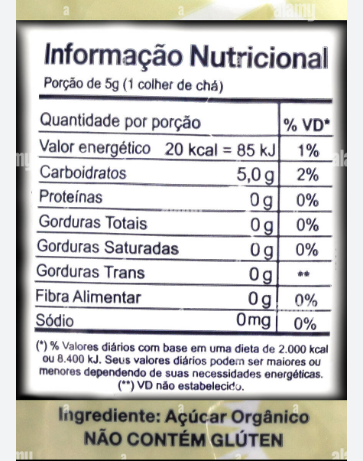 Informação Nutricional
Porção de 5g (1 colher de chá)
Quantidade por porção % VD*
Valor energético 20 kcal = 85 kJ 1%
Carboidratos 5,0 g 2%
Proteínas 0 g 0%
Gorduras Totais 0 g 0%
Gorduras Saturadas 0 g 0%
Gorduras Trans 0 g **
Fibra Alimentar 0 g 0%
Sódio 0 mg 0%
(*) % Valores diários com base em uma dieta de 2.000 kcal
ou 8.400 kJ. Seus valores diários podem ser maiores ou
menores dependendo de suas necessidades energéticas.
(**) VD não estabelecido.
Ingrediente: Açúcar Orgânico
NÃO CONTÉM GLÚTEN